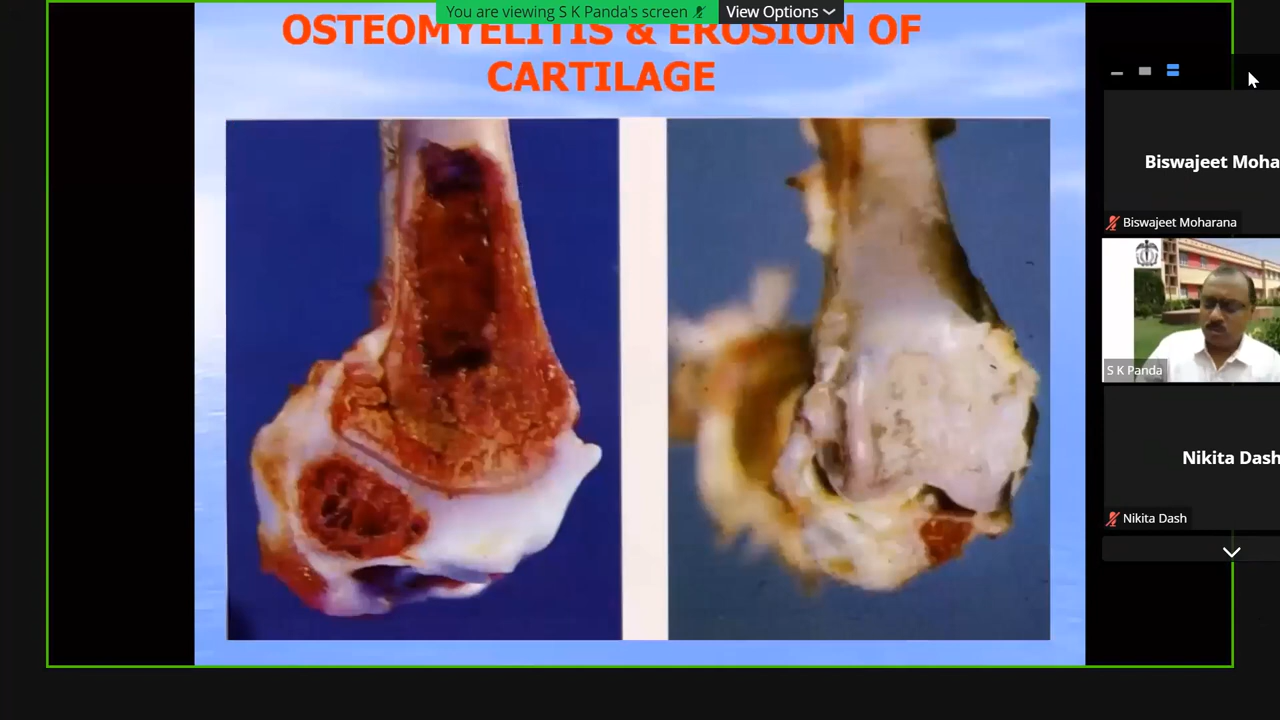 You are viewing S K Panda's screen
View Options
OSTEOMYELITIS & EROSION OF
CARTILAGE
Biswajeet Moha
Biswajeet Moharana
S K Panda
Nikita Dash
Nikita Dash